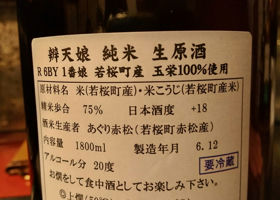 辨天娘 純米 生原酒
R 6BY 1番娘 若桜町産 玉栄100%使用
原材料名 米(若桜町産)・米こうじ(若桜町産米)
精米歩合 75% 日本酒度 +18
酒米生産者 あぐり赤松(若桜町赤松産)
内容量 1800ml 製造年月 6.12
アルコール分 20度 要冷蔵
お燗をして食中酒としてお楽しみ下さい。